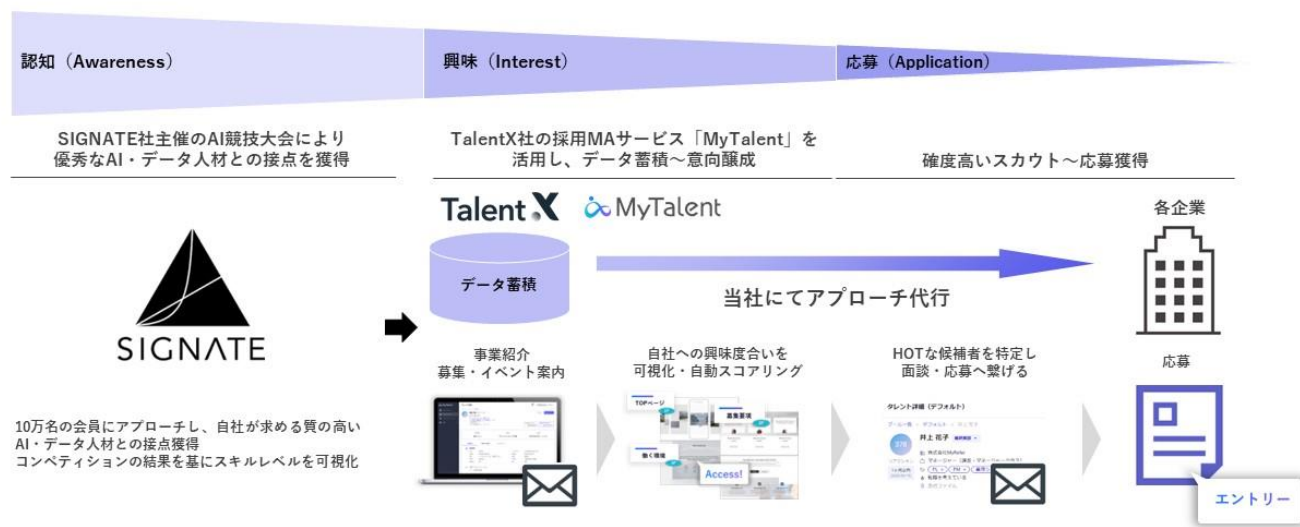 認知（Awareness）
興味（Interest）
応募（Application）
SIGNATE社主催のAI競技大会により
優秀なAI・データ人材との接点を獲得
TalentX社の採用MAサービス「MyTalent」を
活用し、データ蓄積～意向醸成
確度高いスカウト～応募獲得
TalentX
MyTalent
各企業
データ蓄積
当社にてアプローチ代行
SIGNATE
事業紹介
募集・イベント案内
自社への興味度合いを
可視化・自動スコアリング
HOTな候補者を特定し
面談・応募へ繋げる
応募
10万名の会員にアプローチし、自社が求める質の高い
AI・データ人材との接点獲得
コンペティションの結果を基にスキルレベルを可視化
TOPページ
募集要項
働く環境
Access!
タレント詳細（デフォルト）
井上 花子
エントリー